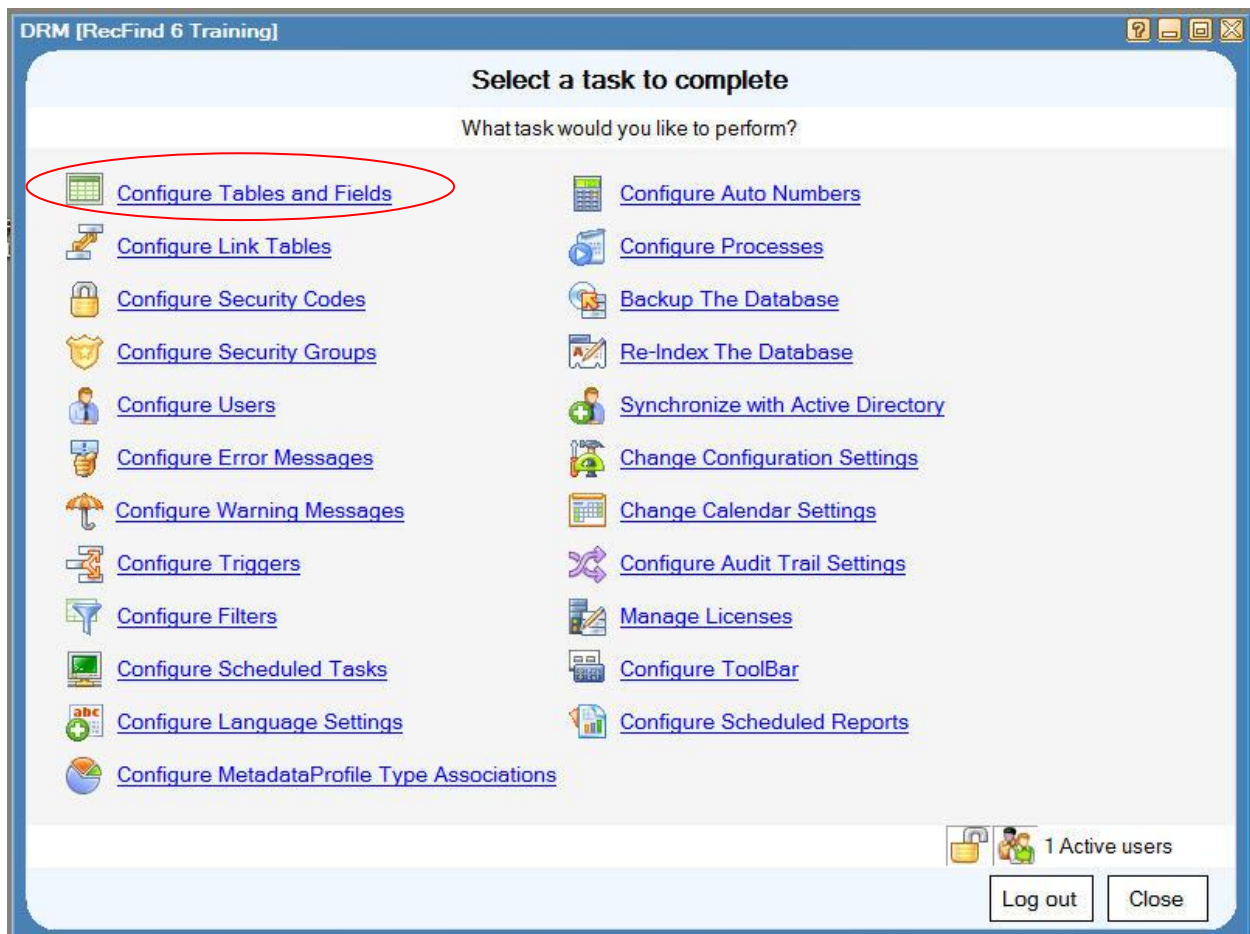 DRM [RecFind 6 Training]
Select a task to complete
What task would you like to perform?
Configure Tables and Fields
Configure Link Tables
Configure Security Codes
Configure Security Groups
Configure Users
Configure Error Messages
Configure Warning Messages
Configure Triggers
Configure Filters
Configure Scheduled Tasks
Configure Language Settings
Configure MetadataProfile Type Associations
Configure Auto Numbers
Configure Processes
Backup The Database
Re-Index The Database
Synchronize with Active Directory
Change Configuration Settings
Change Calendar Settings
Configure Audit Trail Settings
Manage Licenses
Configure ToolBar
Configure Scheduled Reports
1 Active users
Log out
Close